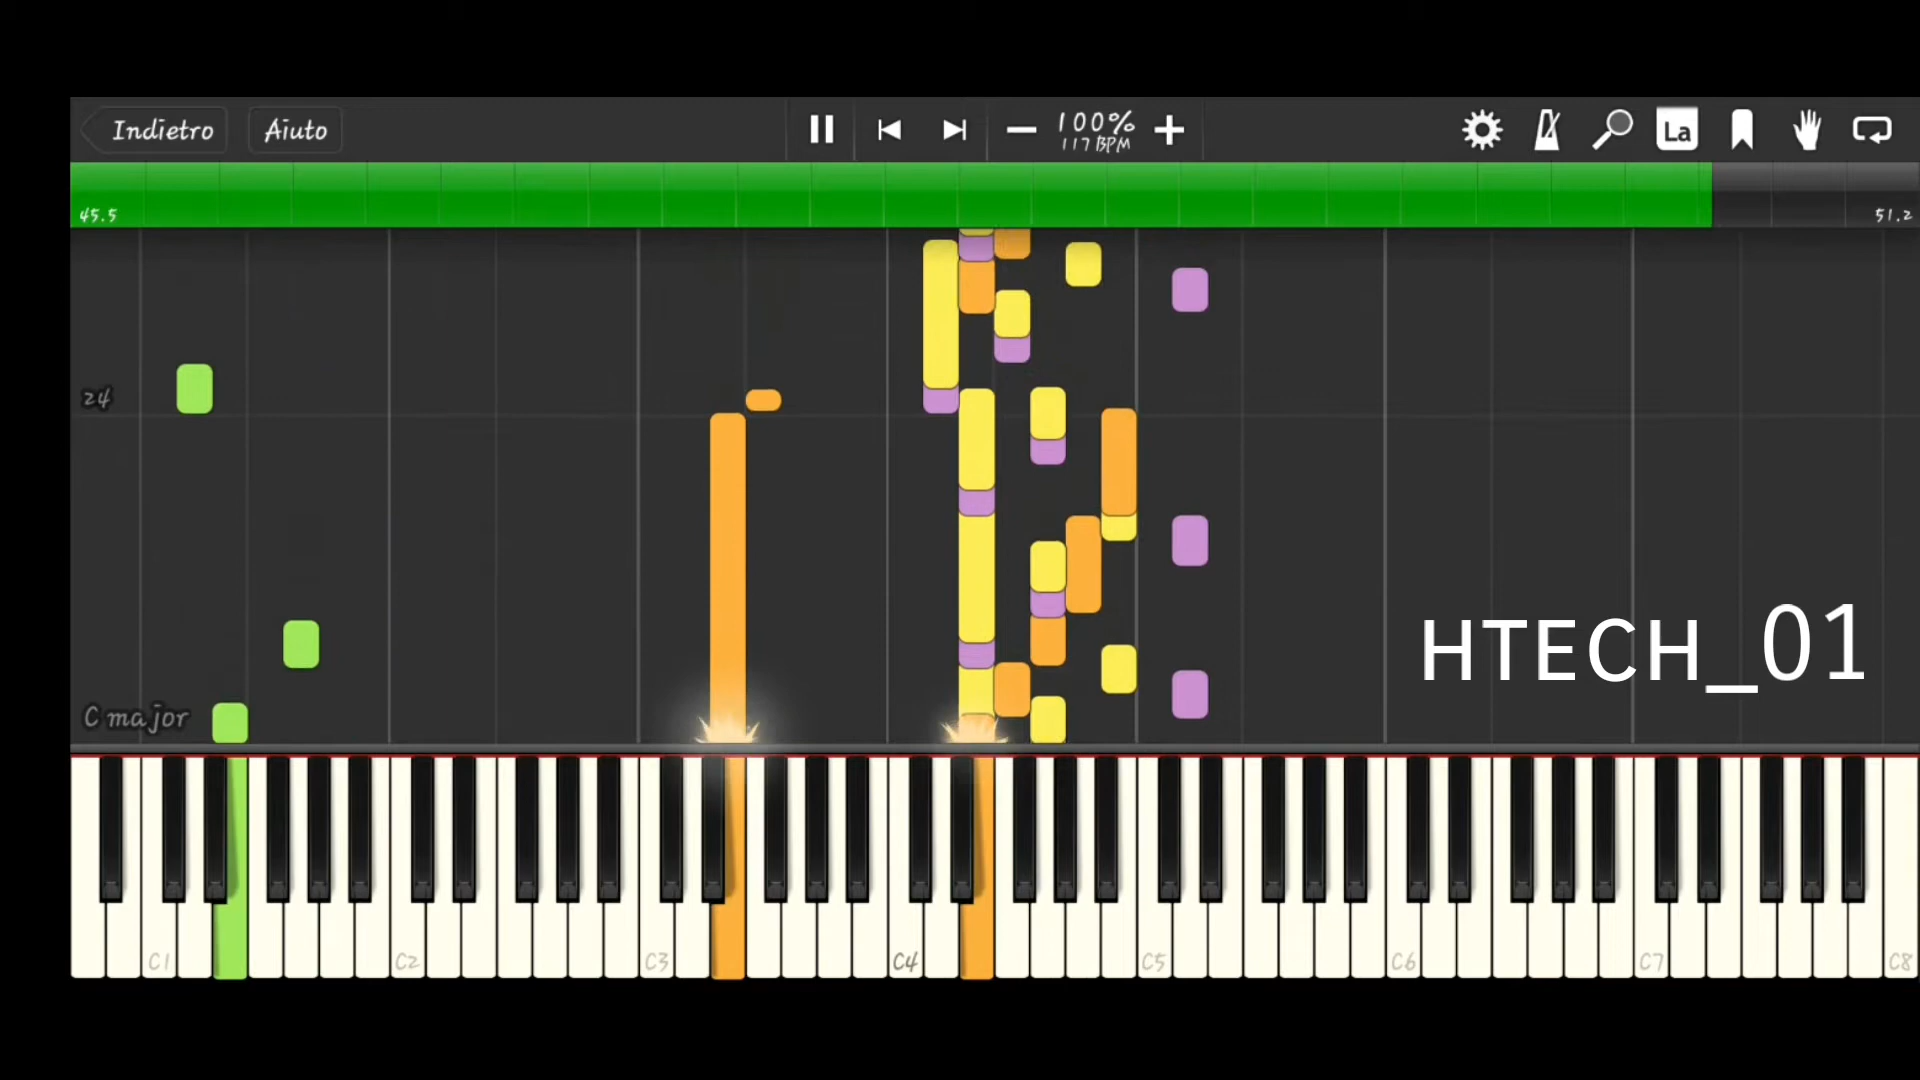 Indietro Aiuto 100% La
117 BPM
45.5 51.2
24
HTECH_01
C major
C1 C2 C3 C4 C5 C6 C7 C8